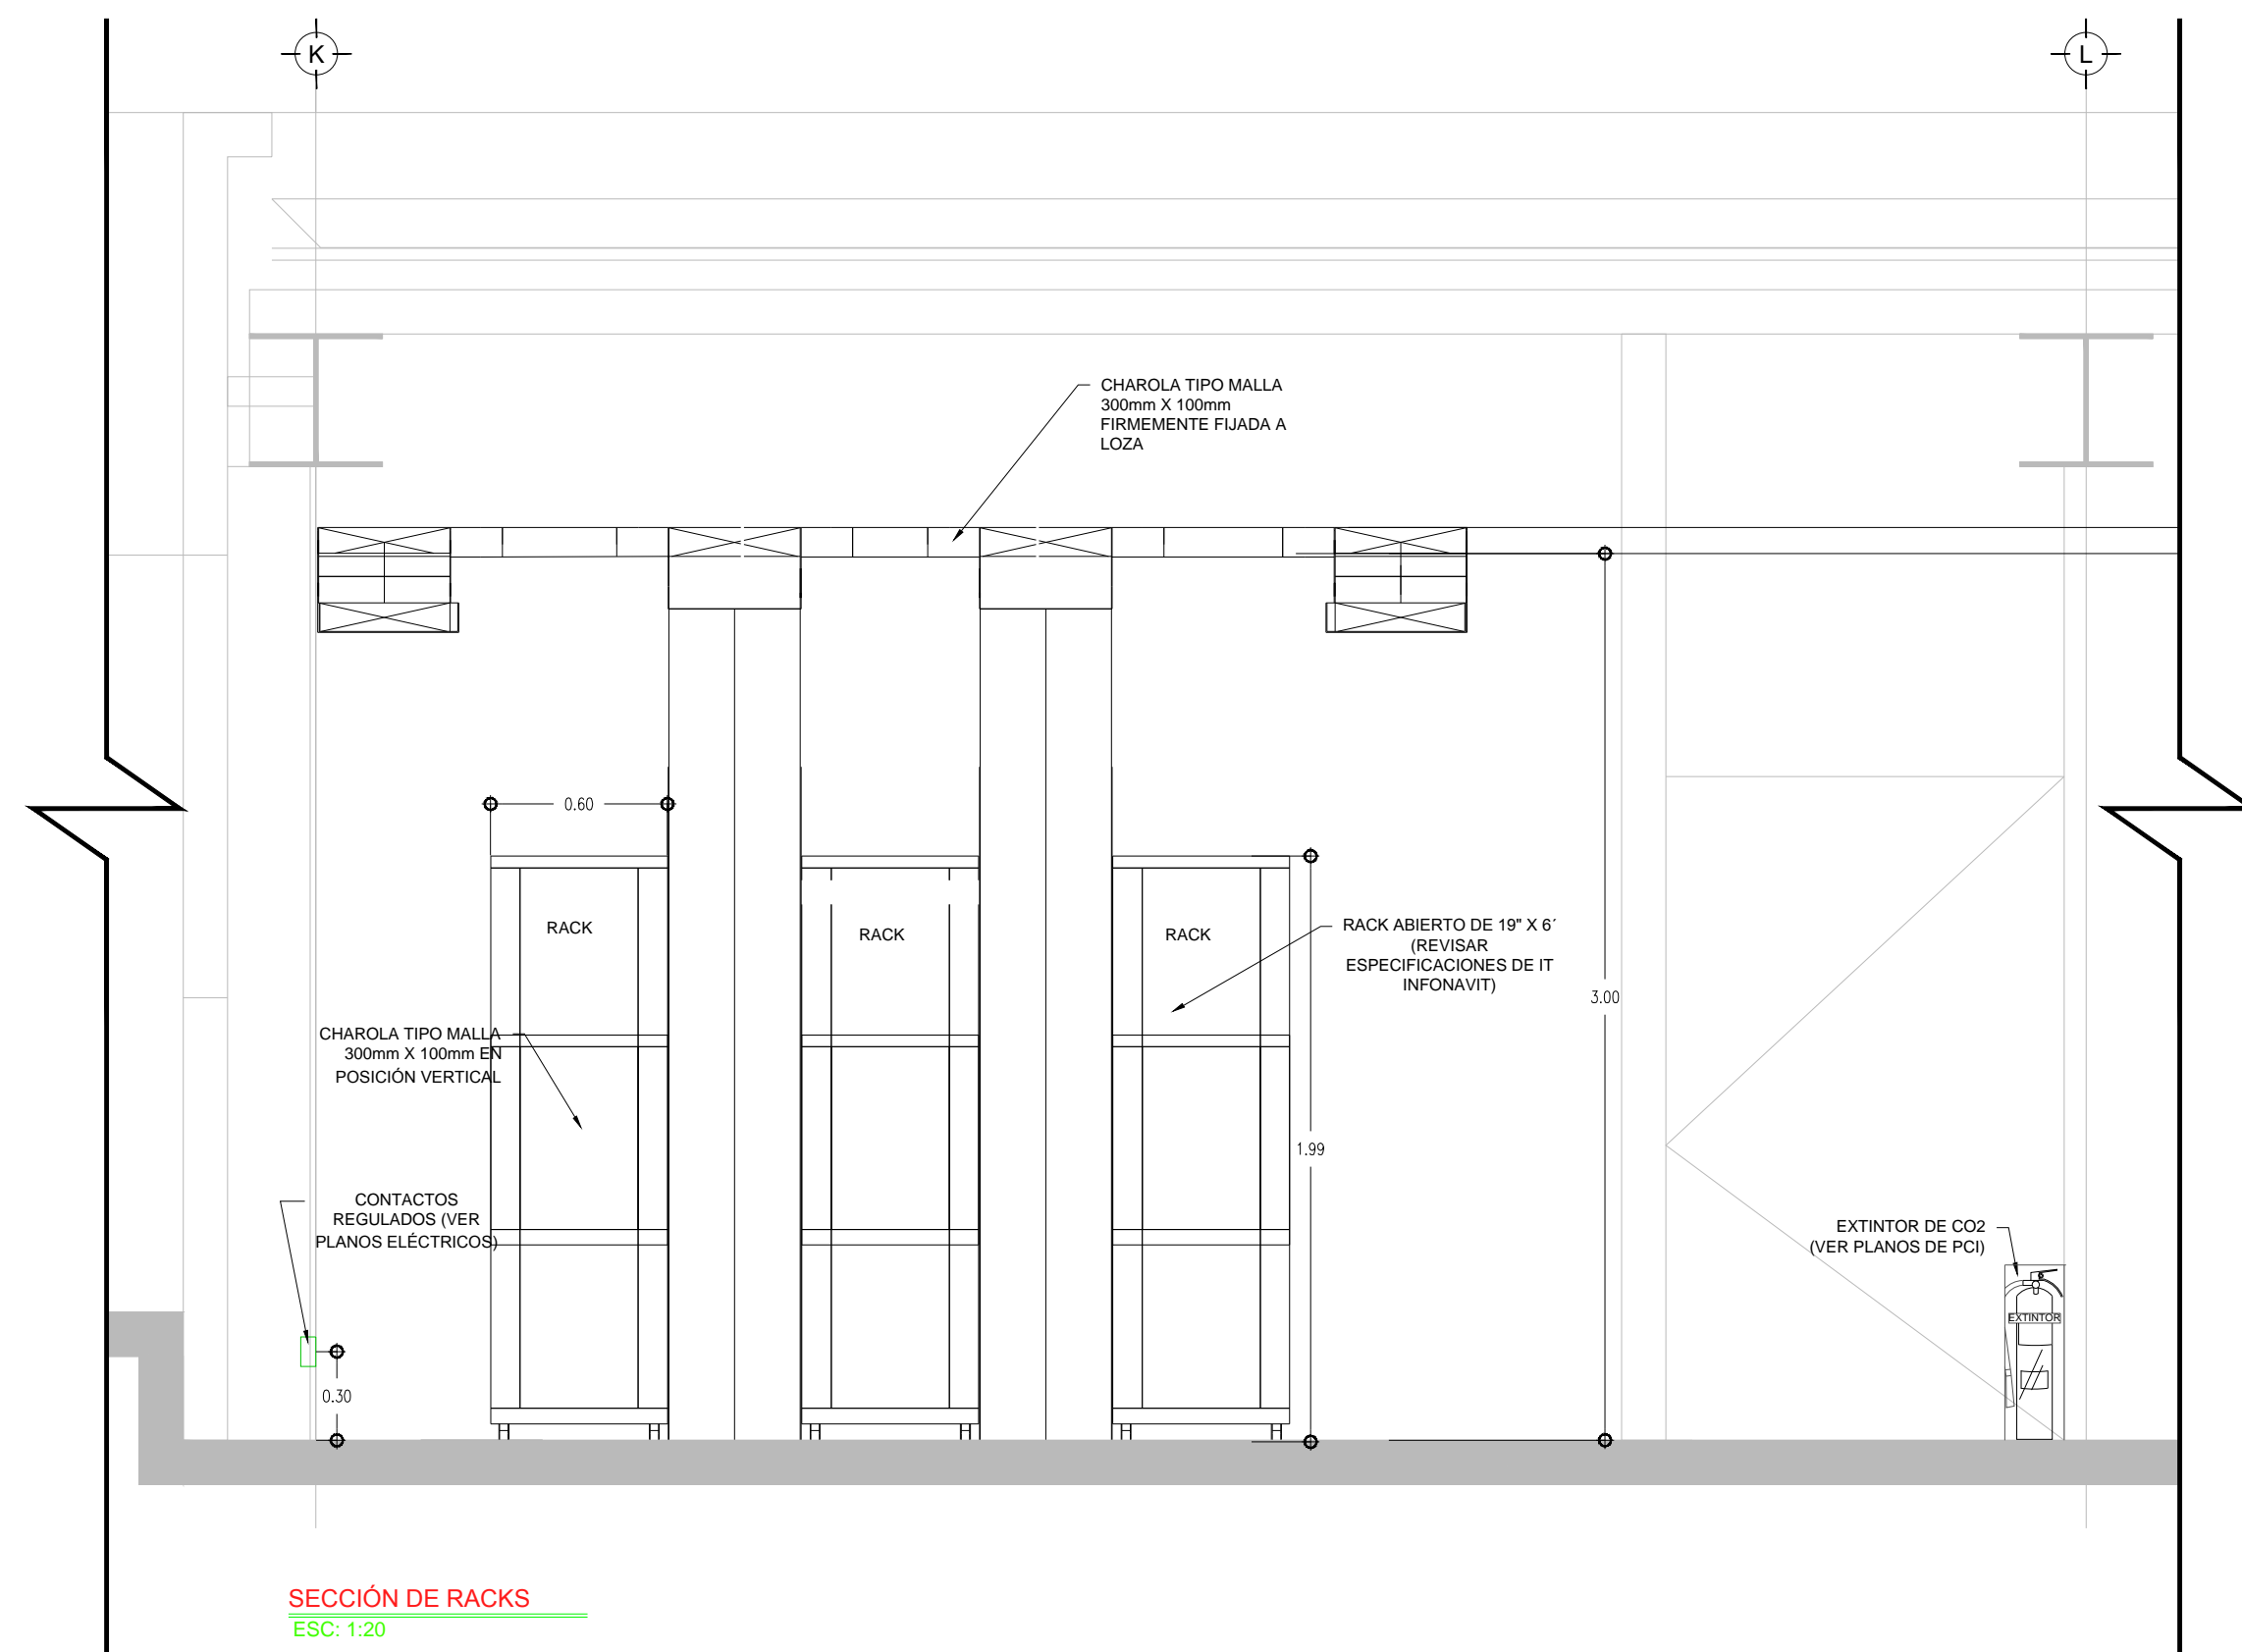 K
L
CHAROLA TIPO MALLA
300mm X 100mm
FIRMEMENTE FIJADA A
LOZA
0.60
RACK
RACK
RACK
RACK ABIERTO DE 19" X 6´
(REVISAR
ESPECIFICACIONES DE IT
INFONAVIT)
3.00
CHAROLA TIPO MALLA
300mm X 100mm EN
POSICIÓN VERTICAL
1.99
CONTACTOS
REGULADOS (VER
PLANOS ELÉCTRICOS)
EXTINTOR DE CO2
(VER PLANOS DE PCI)
EXTINTOR
0.30
SECCIÓN DE RACKS
ESC: 1:20